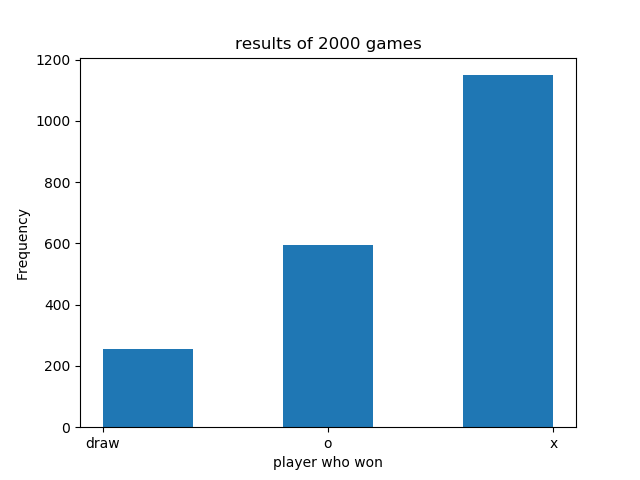 results of 2000 games
1200
1000
800
600
400
200
0
Frequency
draw
o
x
player who won